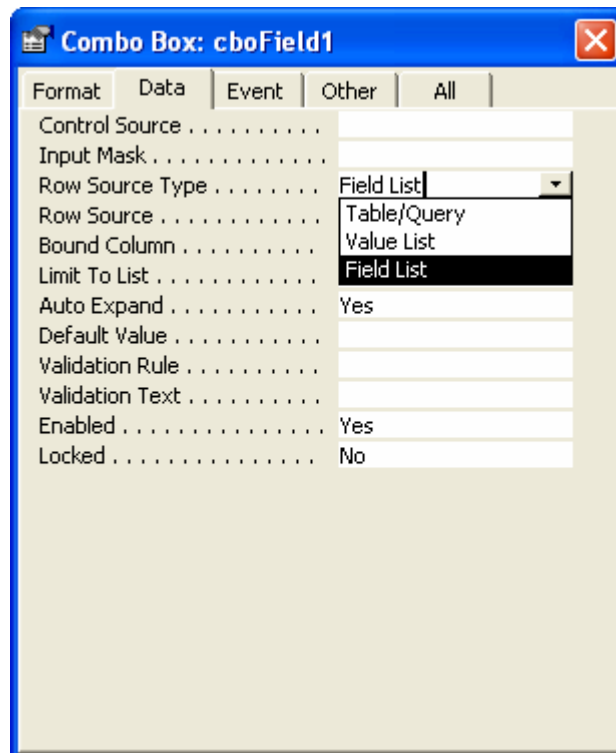 Combo Box: cboField1
Format Data Event Other All
Control Source . . . . . . . . . .
Input Mask . . . . . . . . . . . . .
Row Source Type . . . . . . . . Field List
Row Source . . . . . . . . . . . . Table/Query
Bound Column . . . . . . . . . . Value List
Limit To List . . . . . . . . . . . . Field List
Auto Expand . . . . . . . . . . . Yes
Default Value . . . . . . . . . . .
Validation Rule . . . . . . . . . .
Validation Text . . . . . . . . . .
Enabled . . . . . . . . . . . . . . . Yes
Locked . . . . . . . . . . . . . . . No